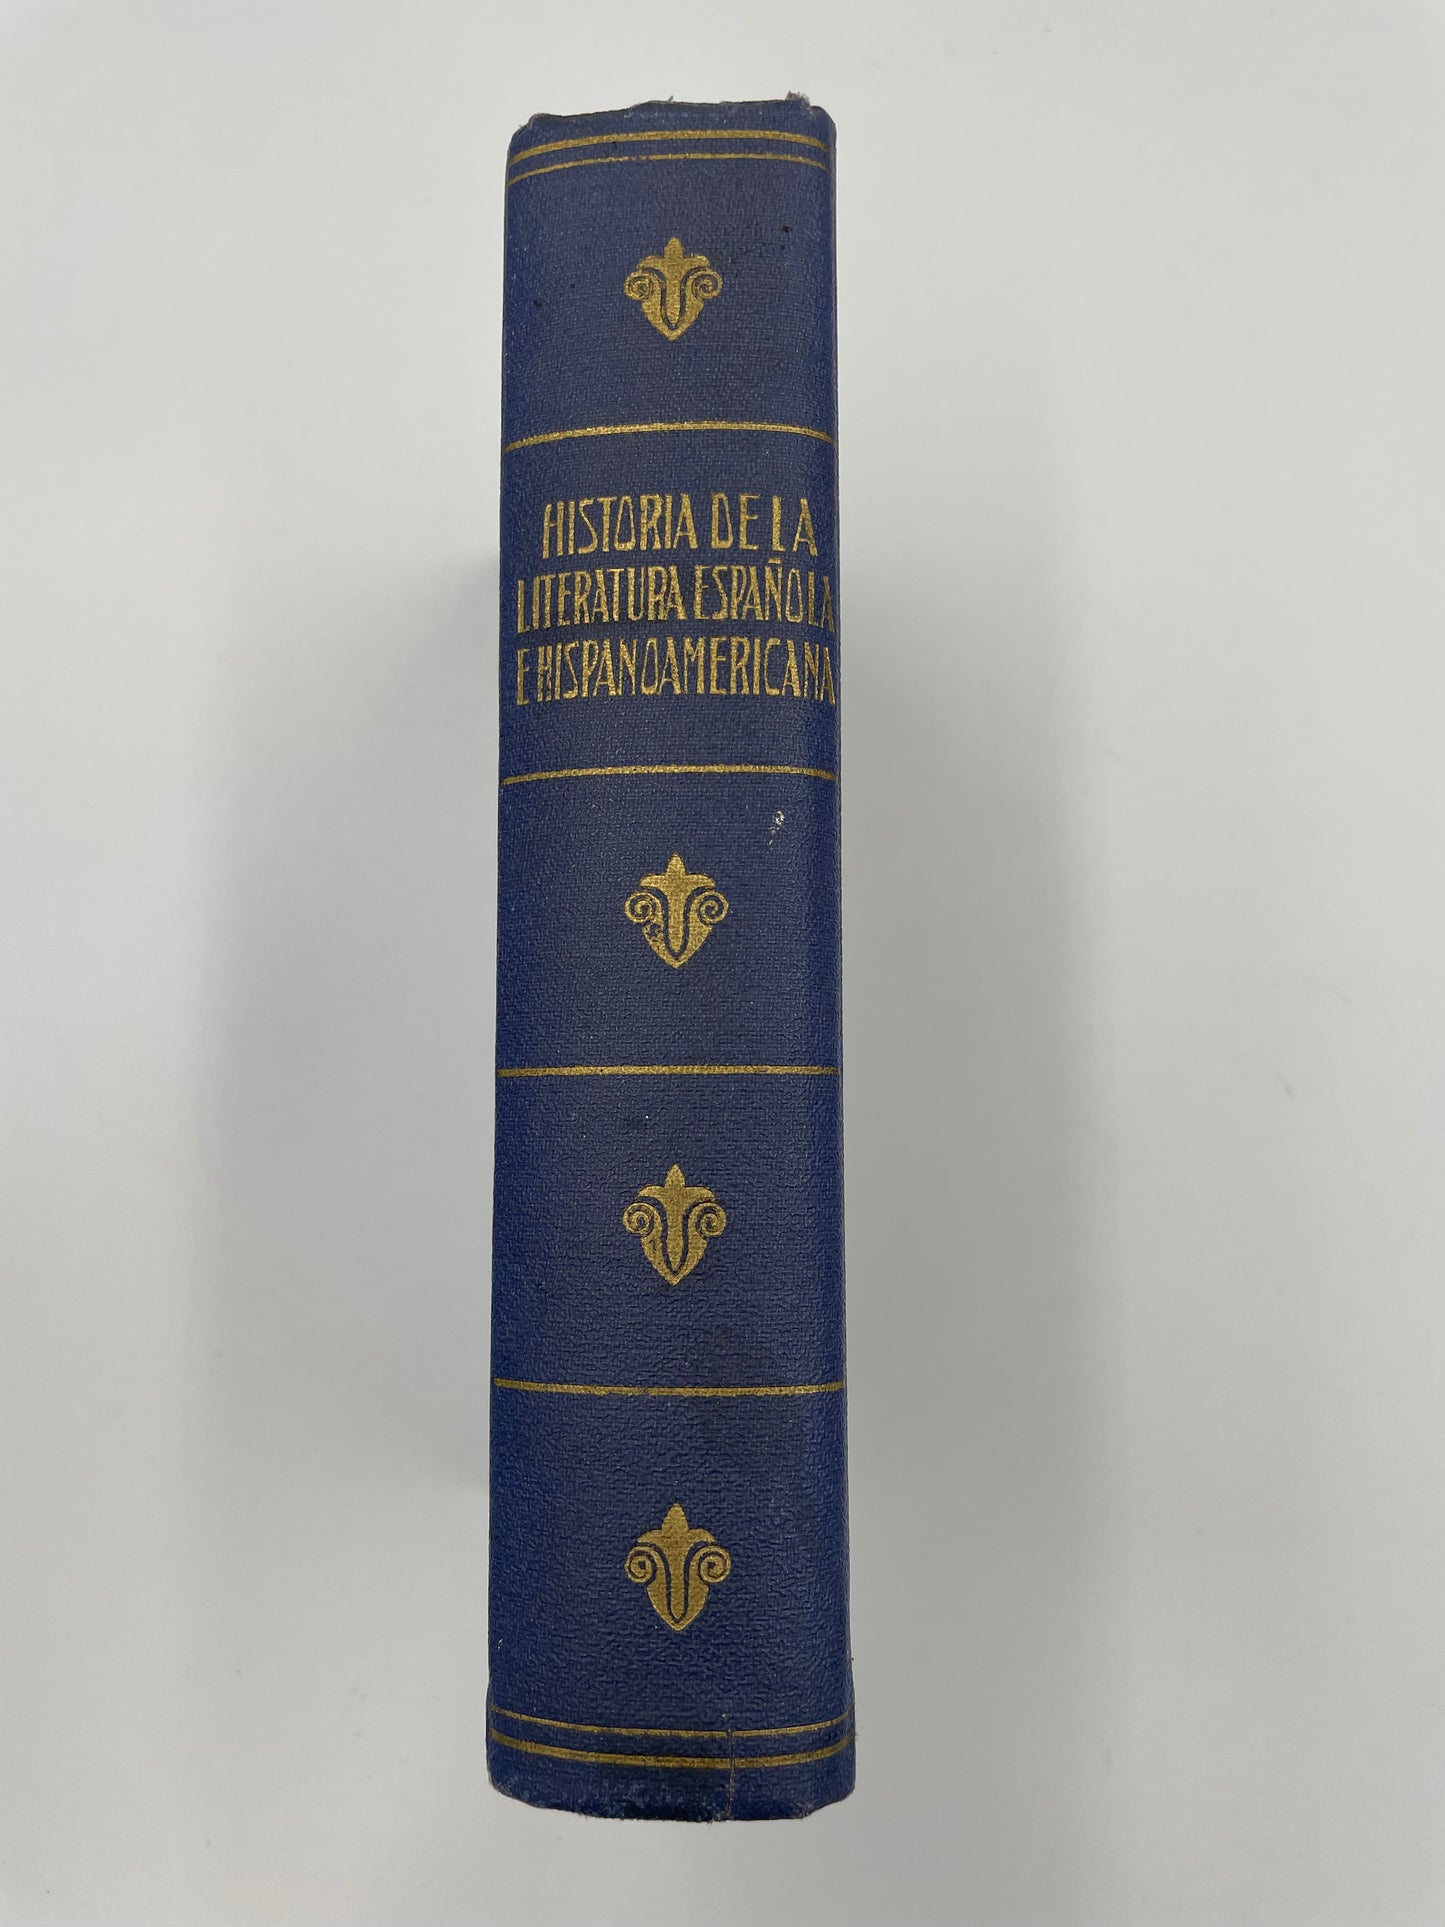 HISTORIA DE LA
LITERATURA ESPAÑOLA
E HISPANOAMERICANA